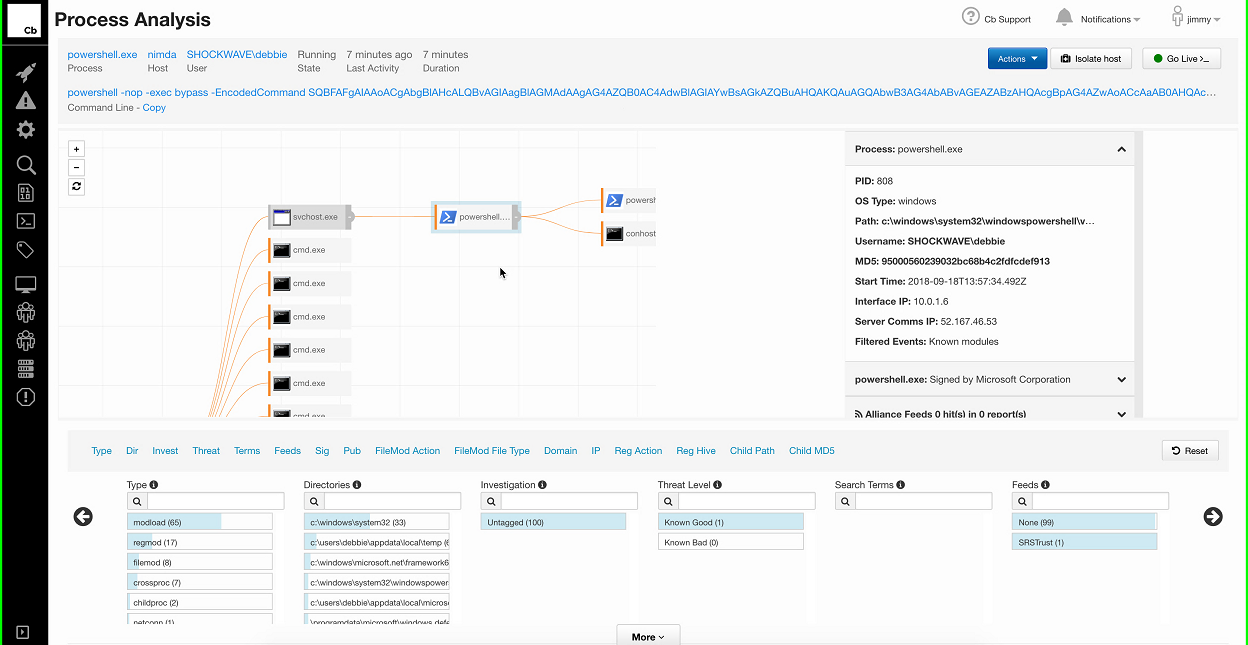 Cb
Process Analysis
Cb Support
Notifications
jimmy
powershell.exe nimda SHOCKWAVE\debbie Running 7 minutes ago 7 minutes
Process Host User State Last Activity Duration
Actions
Isolate host
Go Live >_
Command Line - Copy
powershell -nop -exec bypass -EncodedCommand
+
−
svchost.exe
powershell....
powersh
conhost
cmd.exe
cmd.exe
cmd.exe
cmd.exe
cmd.exe
cmd.exe
Process: powershell.exe
PID: 808
OS Type: windows
Path: c:\windows\system32\windowspowershell\v...
Username: SHOCKWAVE\debbie
MD5: 95000560239032bc68b4c2fdfcdef913
Start Time: 2018-09-18T13:57:34.492Z
Interface IP: 10.0.1.6
Server Comms IP: 52.167.46.53
Filtered Events: Known modules
powershell.exe: Signed by Microsoft Corporation
Alliance Feeds 0 hit(s) in 0 report(s)
Type Dir Invest Threat Terms Feeds Sig Pub FileMod Action FileMod File Type Domain IP Reg Action Reg Hive Child Path Child MD5
Reset
Type
modload (65)
regmod (17)
filemod (8)
crossproc (7)
childproc (2)
netconn (1)
Directories
c:\windows\system32 (33)
c:\users\debbie\appdata\local\temp (6
c:\windows\microsoft.net\framework6
c:\windows\system32\windowspower
c:\users\debbie\appdata\local\micros
\programdata\microsoft\windows defe
Investigation
Untagged (100)
Threat Level
Known Good (1)
Known Bad (0)
Search Terms
Feeds
None (99)
SRSTrust (1)
More